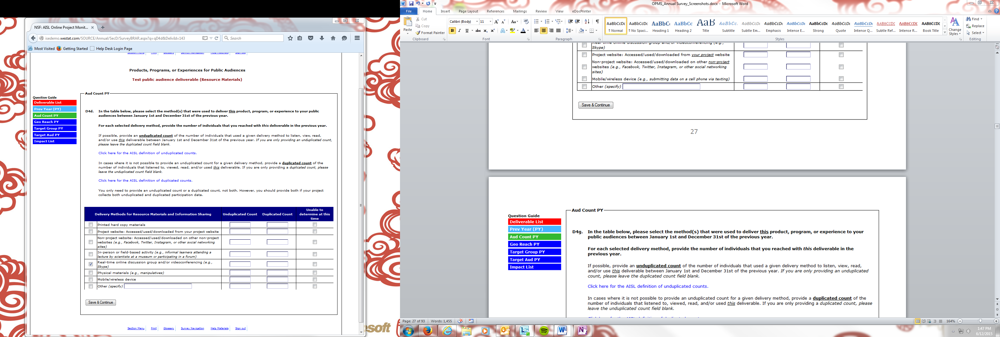 NSF: AISL Online Project Monit...
isedemo.westat.com/SOURCE/Annual/SecD/SurveyBRAR.aspx?q=qD4d&DelivId=143
Search
Most Visited
Getting Started
Help Desk Login Page
Section Menu Print Glossary Survey Navigation Help Materials Sign out
Products, Programs, or Experiences for Public Audiences
Test public audience deliverable (Resource Materials)
Question Guide
Deliverable List
Prev Year (PY)
Aud Count PY
Geo Reach PY
Target Group PY
Target Aud PY
Impact List
Aud Count PY
D4d. In the table below, please select the method(s) that were used to deliver this product, program, or experience to your public
audiences between January 1st and December 31st of the previous year.
For each selected delivery method, provide the number of individuals that you reached with this deliverable in the previous year.
If possible, provide an unduplicated count of the number of individuals that used a given delivery method to listen, view, read,
and/or use this deliverable between January 1st and December 31st of the previous year. If you are only providing an unduplicated count,
please leave the duplicated count field blank.
Click here for the AISL definition of unduplicated counts.
In cases where it is not possible to provide an unduplicated count for a given delivery method, provide a duplicated count of the
number of individuals that listened to, viewed, read, and/or used this deliverable. If you are only providing a duplicated count, please
leave the unduplicated count field blank.
Click here for the AISL definition of duplicated counts.
You only need to provide an unduplicated count or a duplicated count, not both. However, you should provide both if your project
collects both unduplicated and duplicated participation data.
Delivery Methods for Resource Materials and Information Sharing
Unduplicated Count
Duplicated Count
Unable to
determine at this
time
Printed hard copy materials
Project website: Accessed/used/downloaded from your project website
Non-project website: Accessed/used/downloaded on other non-project
websites (e.g., Facebook, Twitter, Instagram, or other social networking
sites)
In-person or field-based activity (e.g., informal learners attending a
lecture by scientists at a museum or participating in a forum)
Real-time online discussion group and/or videoconferencing (e.g.,
Skype)
Physical materials (e.g., manipulatives)
Mobile/wireless device
Other (specify)
Save & Continue
Section Menu Print Glossary Survey Navigation Help Materials Sign out
soft
OPMS_Annual Survey_Screenshots.docx - Microsoft Word
File Home Insert Page Layout References Mailings Review View eDocPrinter
Paste
Cut
Copy
Format Painter
Clipboard
Calibri (Body) 11
Font
Paragraph
AaBbCcDc AaBbCcDc AaBbC AaBbCc AaB AaBbCc. AaBbCcDc AaBbCcDc AaBbCcDc AaBbCcDc AaBbCcDc AaBbCcDc AABBCCDC AABBCCDC AABBCCDC
¶ Normal ¶ No Spaci... Heading 1 Heading 2 Title Subtitle Subtle Em... Emphasis Intense E... Strong Quote Intense Q... Subtle Ref... Intense R... Book Title
Change
Styles
Styles
Find
Replace
Select
Editing
Real-time online discussion group and/or videoconferencing (e.g.,
Skype)
Project website: Accessed/used/downloaded from your project website
Non-project website: Accessed/used/downloaded on other non-project
websites (e.g., Facebook, Twitter, Instagram, or other social networking
sites)
Mobile/wireless device (e.g., submitting data on a cell phone via texting)
Other (specify)
Save & Continue
27
Question Guide
Deliverable List
Prev Year (PY)
Aud Count PY
Geo Reach PY
Target Group PY
Target Aud PY
Impact List
Aud Count PY
D4g. In the table below, please select the method(s) that were used to deliver this product, program, or experience to your
public audiences between January 1st and December 31st of the previous year.
For each selected delivery method, provide the number of individuals that you reached with this deliverable in the
previous year.
If possible, provide an unduplicated count of the number of individuals that used a given delivery method to listen, view, read,
and/or use this deliverable between January 1st and December 31st of the previous year. If you are only providing an unduplicated
count, please leave the duplicated count field blank.
Click here for the AISL definition of unduplicated counts.
In cases where it is not possible to provide an unduplicated count for a given delivery method, provide a duplicated count of the
number of individuals that listened to, viewed, read, and/or used this deliverable. If you are only providing a duplicated count, please
leave the unduplicated count field blank.
Page: 27 of 93 Words: 1,455
164%
1:47 PM
6/12/2015